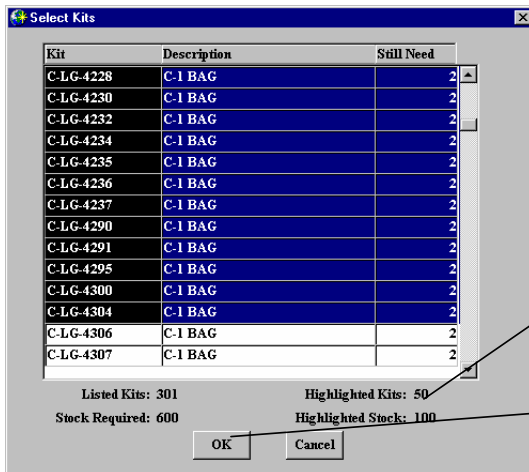 Select Kits
Kit Description Still Need
C-LG-4228 C-1 BAG 2
C-LG-4230 C-1 BAG 2
C-LG-4232 C-1 BAG 2
C-LG-4234 C-1 BAG 2
C-LG-4235 C-1 BAG 2
C-LG-4236 C-1 BAG 2
C-LG-4237 C-1 BAG 2
C-LG-4290 C-1 BAG 2
C-LG-4291 C-1 BAG 2
C-LG-4295 C-1 BAG 2
C-LG-4300 C-1 BAG 2
C-LG-4304 C-1 BAG 2
C-LG-4306 C-1 BAG 2
C-LG-4307 C-1 BAG 2
Listed Kits: 301 Highlighted Kits: 50
Stock Required: 600 Highlighted Stock: 100
OK Cancel